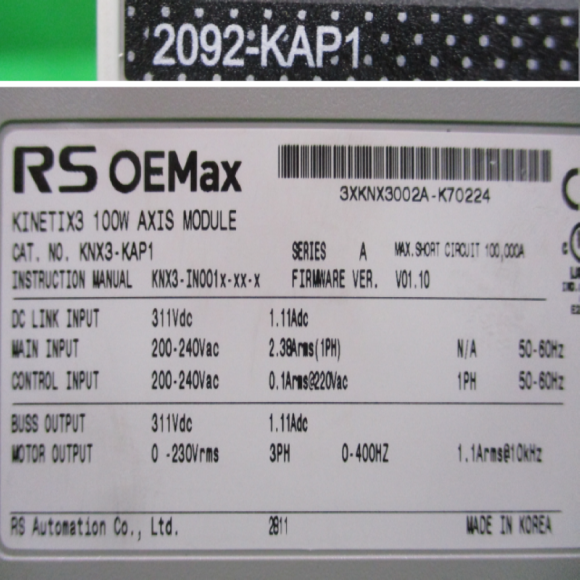 2092-KAP1
RS OEMax
3XKNX3002A-K70224
KINETIX3 100W AXIS MODULE
CAT. NO. KNX3-KAP1 SERIES A MAX.SHORT CIRCUIT 100,000A
INSTRUCTION MANUAL KNX3-IN001x-xx-x FIRMWARE VER. V01.10
DC LINK INPUT 311Vdc 1.11Adc
MAIN INPUT 200-240Vac 2.38Arms(1PH) N/A 50-60Hz
CONTROL INPUT 200-240Vac 0.1Arms@220Vac 1PH 50-60Hz
BUSS OUTPUT 311Vdc 1.11Adc
MOTOR OUTPUT 0 -230Vrms 3PH 0-400HZ 1.1Arms@10kHz
RS Automation Co., Ltd. 2811 MADE IN KOREA